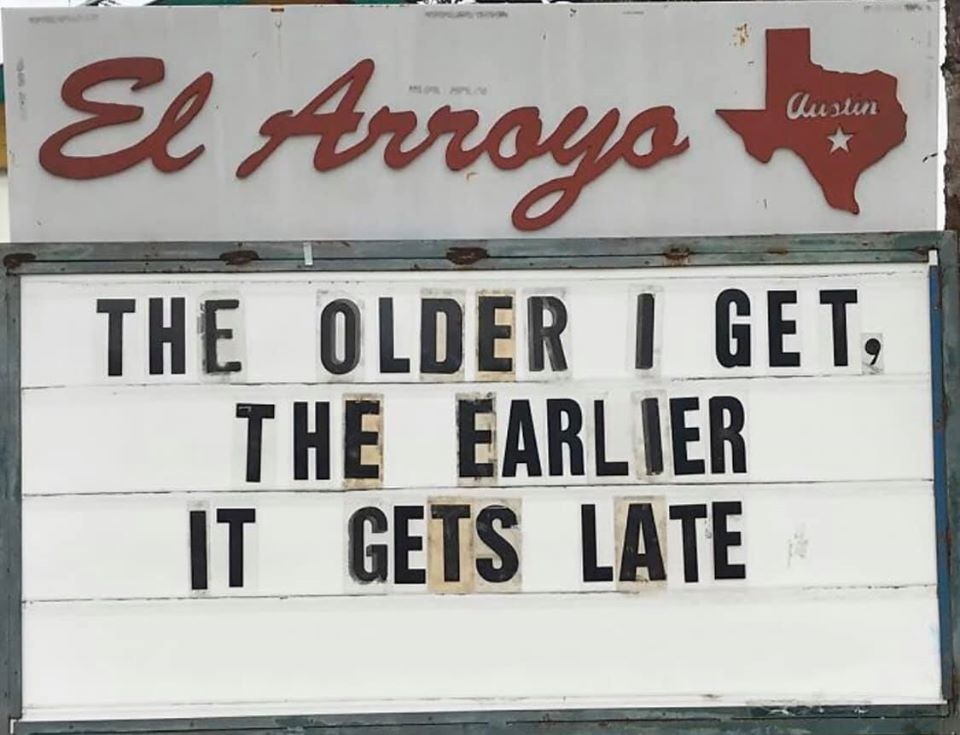 El Arroyo
Austin
THE OLDER I GET,
THE EARLIER
IT GETS LATE